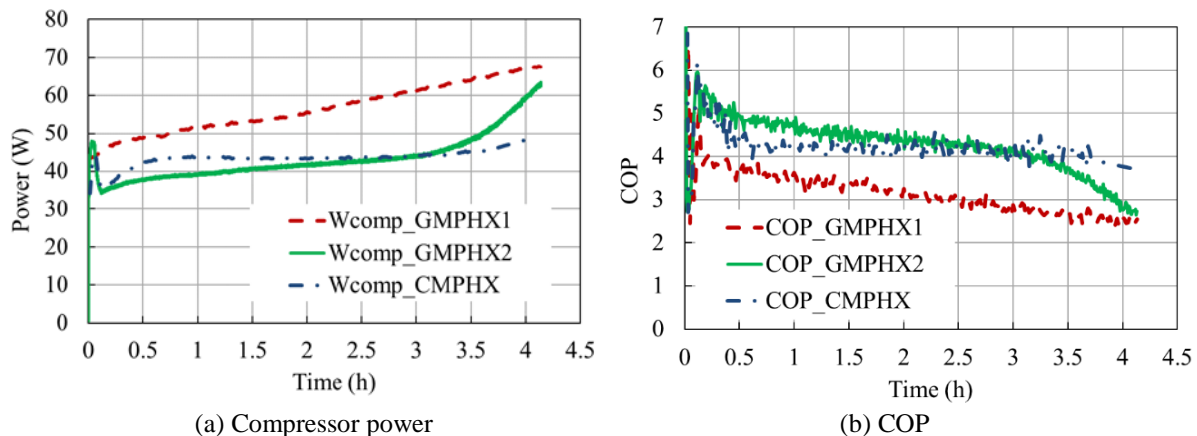 80
70
60
50
40
30
20
10
0
Power (W)
Wcomp_GMPHX1
Wcomp_GMPHX2
Wcomp_CMPHX
0 0.5 1 1.5 2 2.5 3 3.5 4 4.5
Time (h)
(a) Compressor power
7
6
5
4
3
2
1
0
COP
COP_GMPHX1
COP_GMPHX2
COP_CMPHX
0 0.5 1 1.5 2 2.5 3 3.5 4 4.5
Time (h)
(b) COP